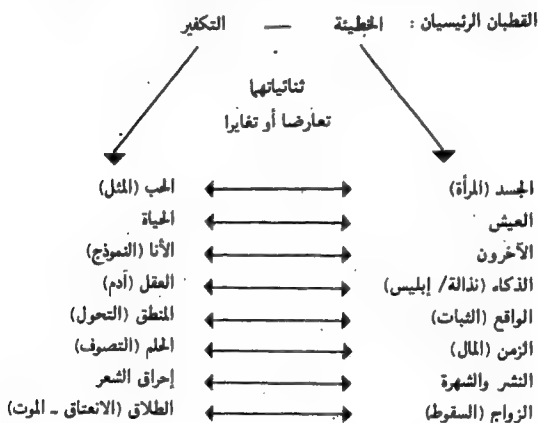 القطبان الرئيسيان : الخطيئة — التكفير
ثنائياتهما
تعارضا أو تغايرا
الجسد (المرأة) الحب (المثل)
العيش الحياة
الآخرون الأنا (النموذج)
الذكاء (نذالة/ إبليس) العقل (آدم)
الواقع (الثبات) المنطق (التحول)
الزمن (المال) الحلم (التصوف)
النشر والشهرة إحراق الشعر
الزواج (السقوط) الطلاق (الانعتاق - الموت)